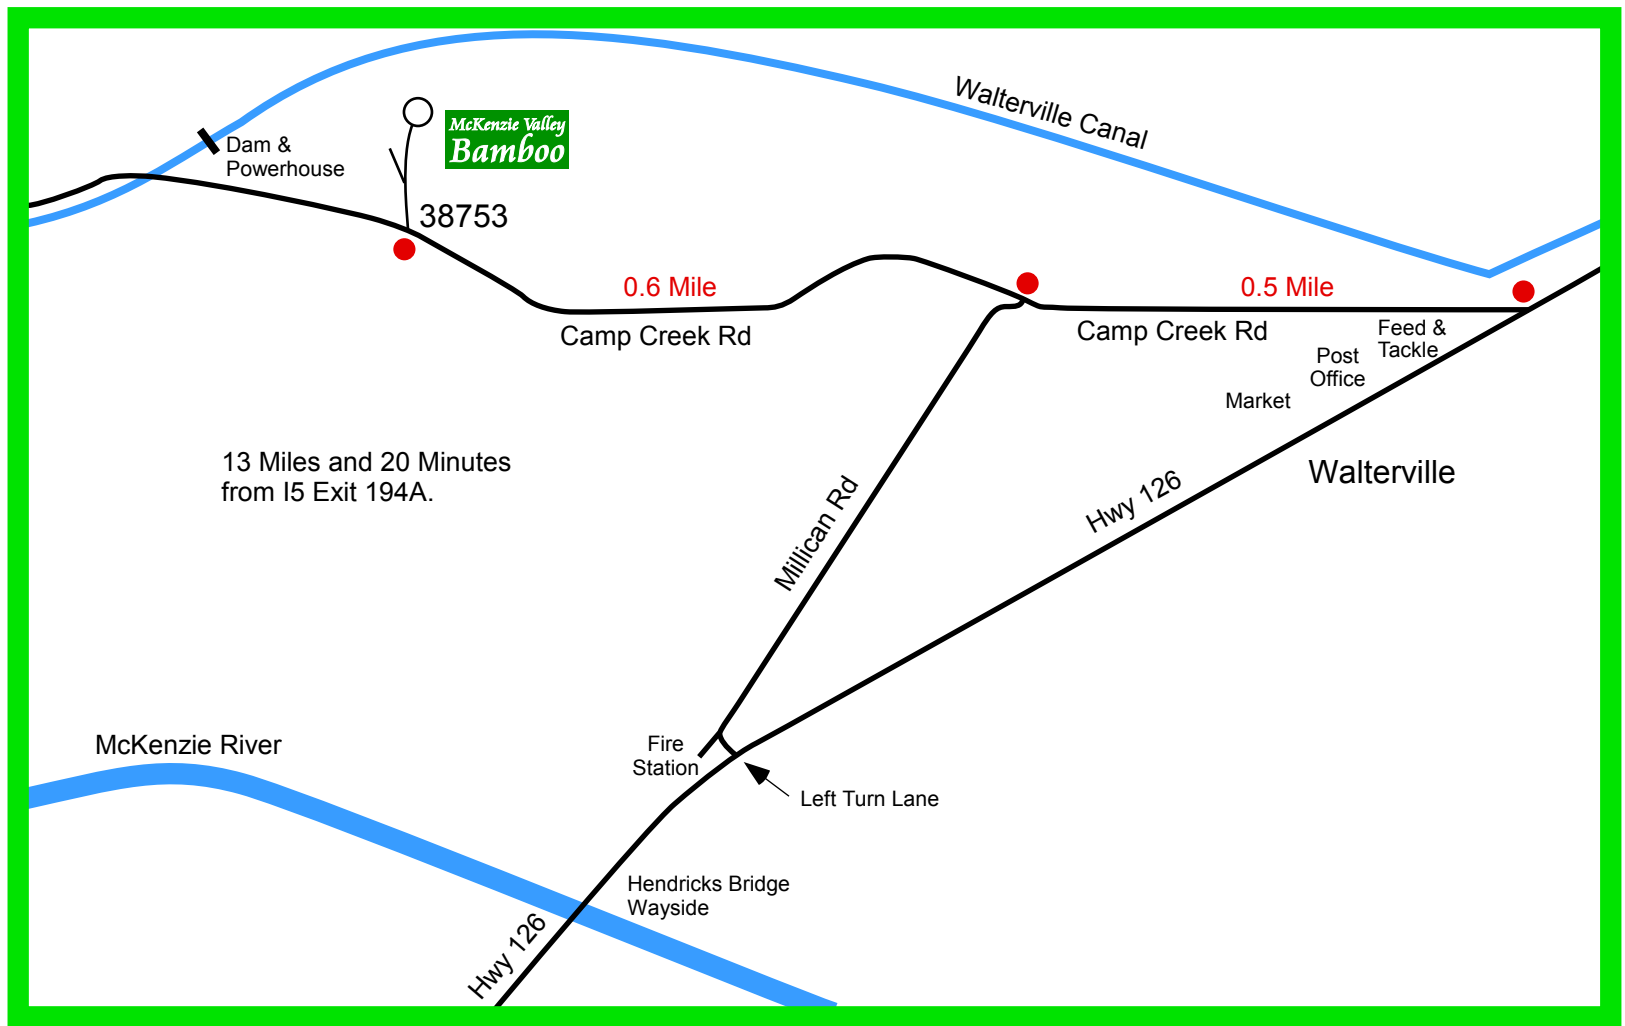 Walterville Canal
McKenzie Valley
Bamboo
Dam &
Powerhouse
38753
0.6 Mile
0.5 Mile
Camp Creek Rd
Camp Creek Rd
Feed &
Tackle
Post
Office
Market
13 Miles and 20 Minutes
from I5 Exit 194A.
Walterville
Millican Rd
Hwy 126
McKenzie River
Fire
Station
Left Turn Lane
Hendricks Bridge
Wayside
Hwy 126